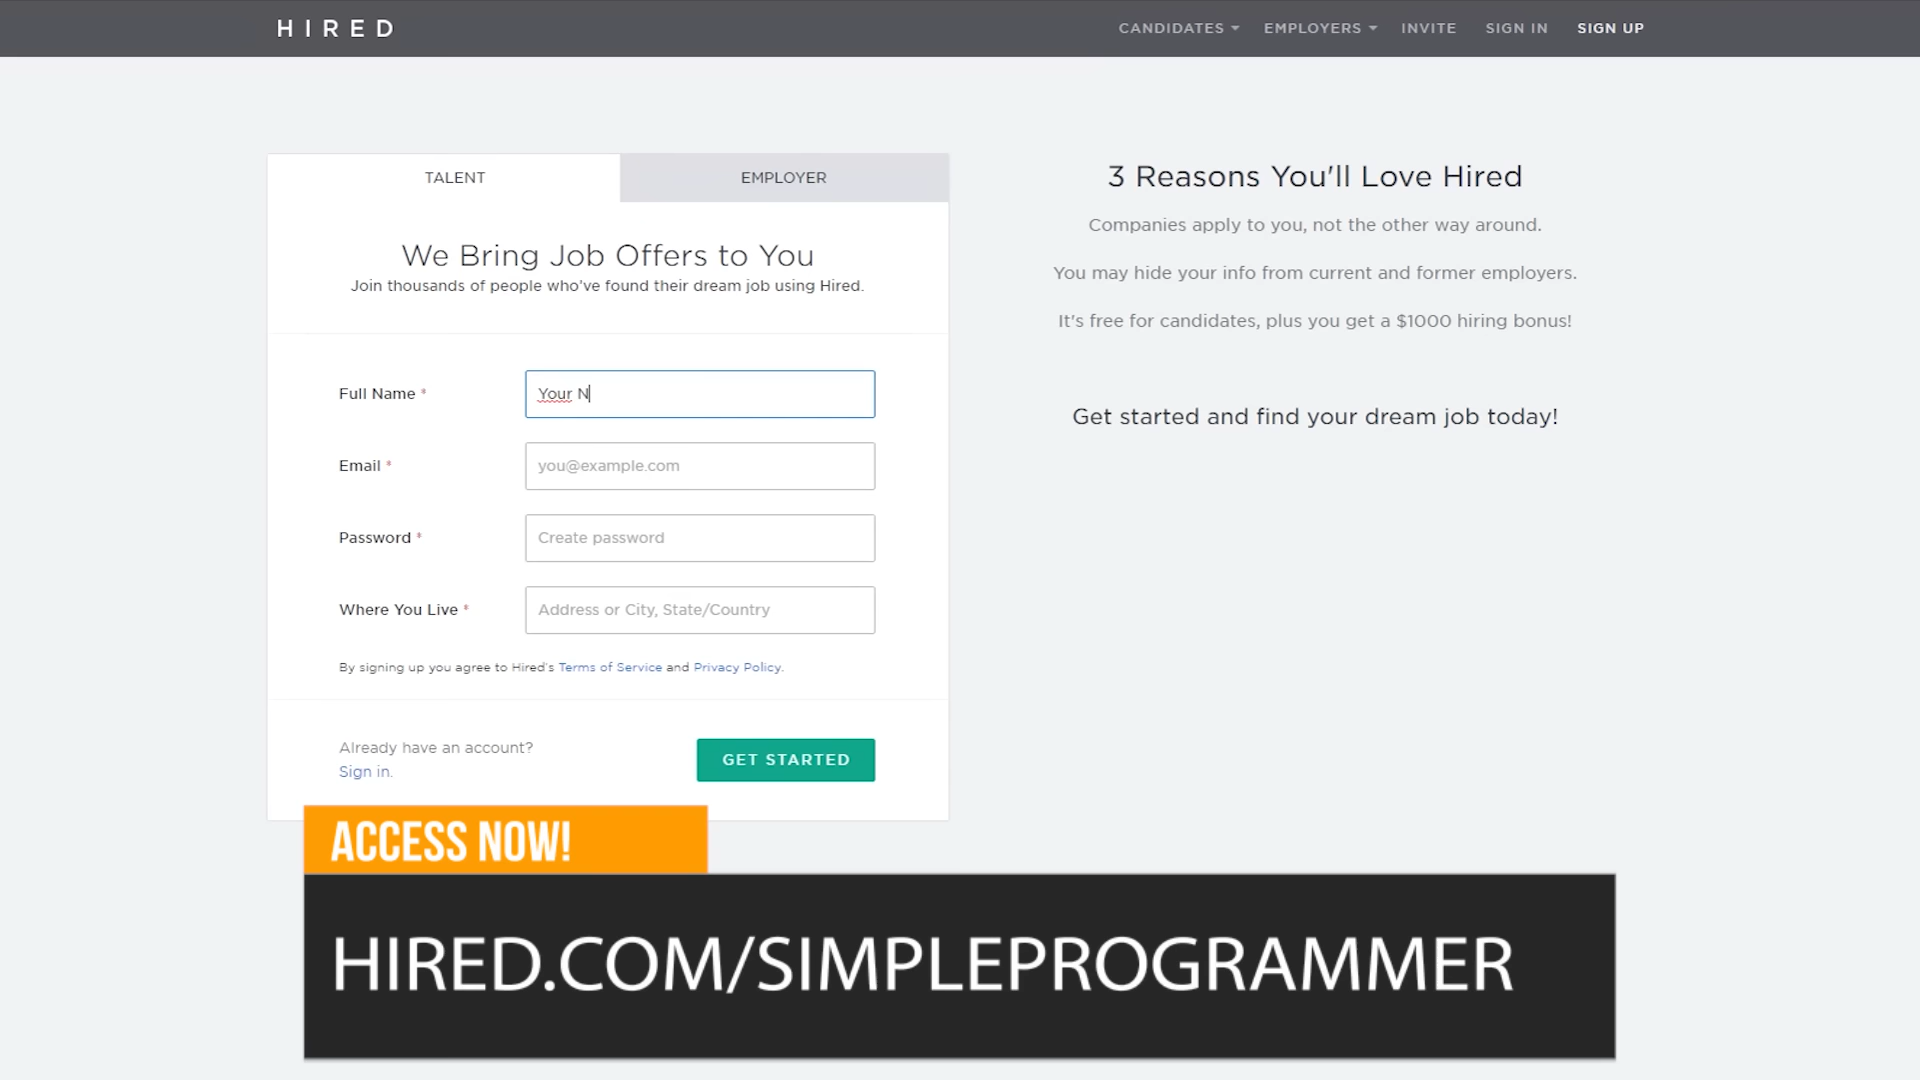 HIRED
CANDIDATES EMPLOYERS INVITE SIGN IN SIGN UP
TALENT EMPLOYER
We Bring Job Offers to You
Join thousands of people who've found their dream job using Hired.
Full Name * Your N
Email * you@example.com
Password * Create password
Where You Live * Address or City, State/Country
By signing up you agree to Hired's Terms of Service and Privacy Policy.
Already have an account?
Sign in.
GET STARTED
3 Reasons You'll Love Hired
Companies apply to you, not the other way around.
You may hide your info from current and former employers.
It's free for candidates, plus you get a $1000 hiring bonus!
Get started and find your dream job today!
ACCESS NOW!
HIRED.COM/SIMPLEPROGRAMMER